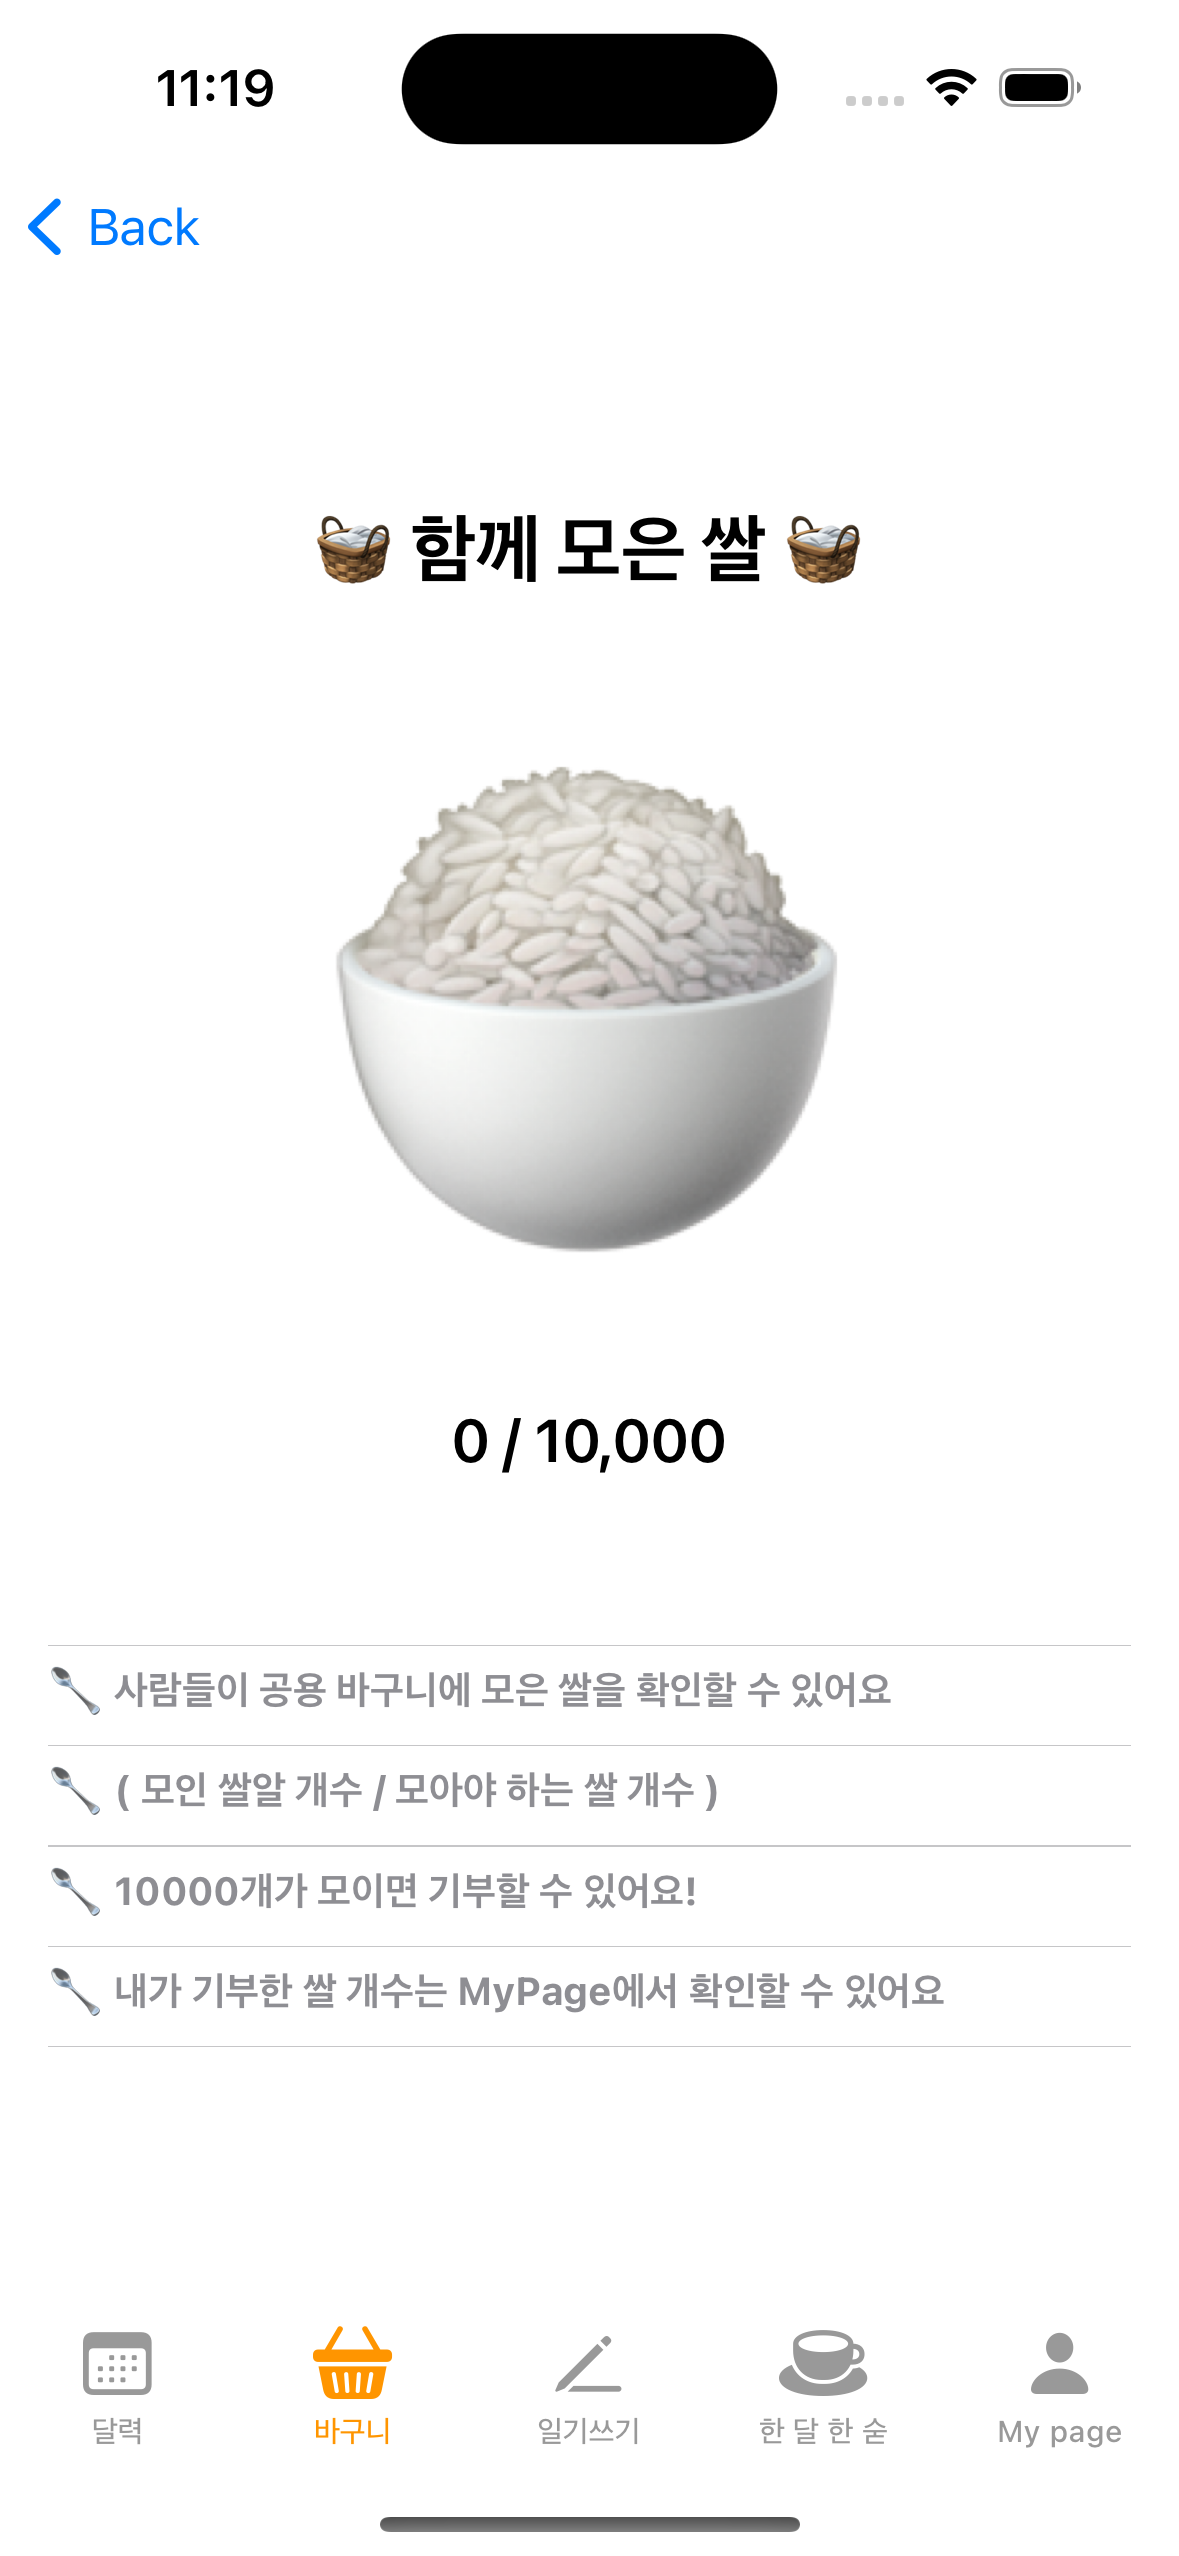 11:19
Back
함께 모은 쌀
0 / 10,000
사람들이 공용 바구니에 모은 쌀을 확인할 수 있어요
( 모인 쌀알 개수 / 모아야 하는 쌀 개수 )
10000개가 모이면 기부할 수 있어요!
내가 기부한 쌀 개수는 MyPage에서 확인할 수 있어요
달력
바구니
일기쓰기
한 달 한 숟
My page